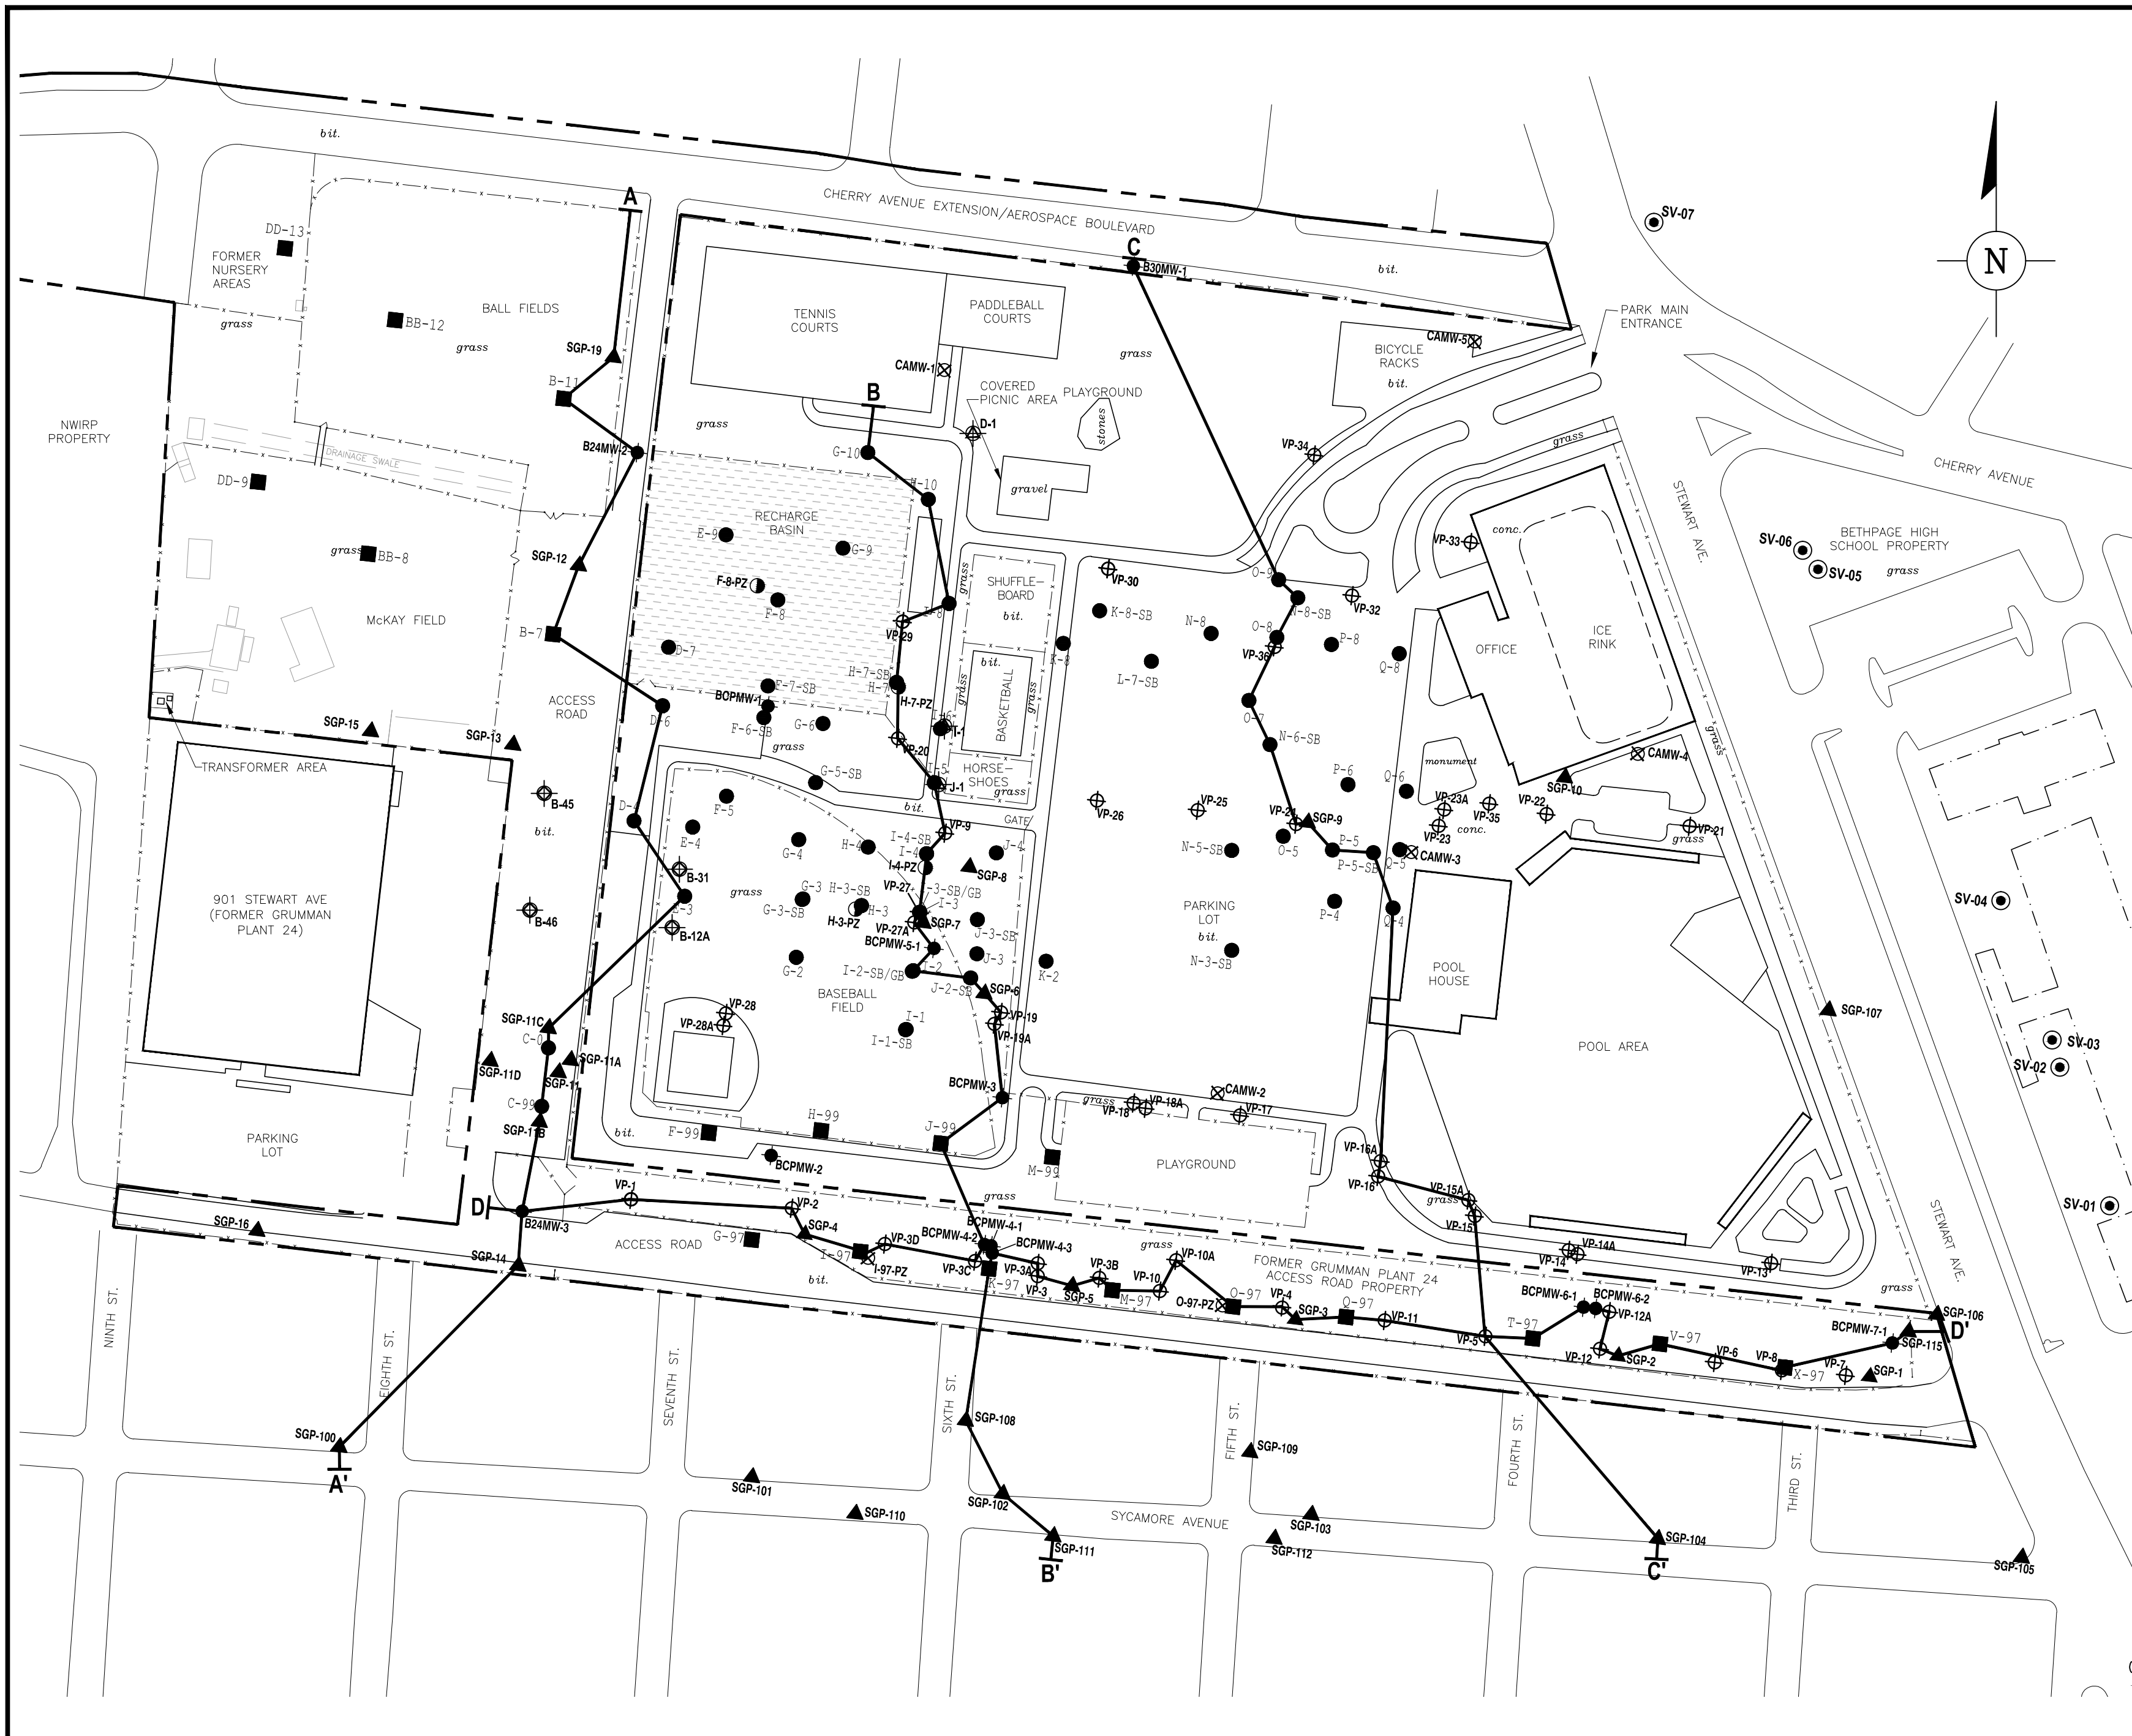 bit.
CHERRY AVENUE EXTENSION/AEROSPACE BOULEVARD
SV-07
N
A
C
B30MW-1
bit.
DD-13
FORMER
NURSERY
AREAS
grass
BALL FIELDS
BB-12
grass
SGP-19
B-11
TENNIS
COURTS
PADDLEBALL
COURTS
grass
CAMW-1
COVERED
PICNIC AREA
PLAYGROUND
stones
D-1
gravel
PARK MAIN
ENTRANCE
CAMW-5
BICYCLE
RACKS
bit.
VP-34
grass
CHERRY AVENUE
STEWART AVE.
NWIRP
PROPERTY
B
grass
G-10
H-10
B24MW-2
DRAINAGE SWALE
DD-9
grass
BB-8
McKAY FIELD
SGP-12
B-7
RECHARGE
BASIN
E-9
G-9
F-8-PZ
F-8
D-7
I-8
VP-29
H-7-SB
H-7
H-7-PZ
F-7-SB
BCPMW-1
F-6-SB
G-6
grass
D-6
VP-20
I-6
T-1
I-5
J-1
grass
SHUFFLE-
BOARD
bit.
bit.
BASKETBALL
grass
grass
HORSE-
SHOES
grass
GATE
bit.
VP-30
K-8-SB
K-8
L-7-SB
N-8
O-9
N-8-SB
O-8
VP-36
VP-32
P-8
Q-8
O-7
N-6-SB
VP-33
conc.
OFFICE
ICE
RINK
SV-06
SV-05
BETHPAGE HIGH
SCHOOL PROPERTY
grass
grass
ACCESS
ROAD
SGP-15
SGP-13
TRANSFORMER AREA
B-45
bit.
B-46
D-4
F-5
G-5-SB
E-4
G-4
H-4
B-31
E-3
B-12A
grass
G-3
G-3-SB
H-3-SB
H-3
H-3-PZ
VP-9
I-4-SB
I-4
I-4-PZ
J-4
SGP-8
VP-27
I-3-SB/GB
I-3
SGP-7
VP-27A
BCPMW-5-1
J-3-SB
J-3
I-2
I-2-SB/GB
J-2-SB
SGP-6
VP-19
VP-19A
K-2
G-2
BASEBALL
FIELD
I-1
I-1-SB
VP-28
VP-28A
VP-26
VP-25
N-5-SB
VP-24
SGP-9
O-5
P-6
Q-6
P-5
P-5-SB
Q-5
CAMW-3
monument
VP-23A
VP-23
conc.
VP-35
VP-22
SGP-10
CAMW-4
VP-21
grass
P-4
Q-4
PARKING
LOT
bit.
N-3-SB
POOL
HOUSE
POOL AREA
SGP-107
SV-04
SV-03
SV-02
SV-01
901 STEWART AVE
(FORMER GRUMMAN
PLANT 24)
SGP-11C
C-0
SGP-11D
SGP-11A
SGP-11
C-99
SGP-11B
PARKING
LOT
bit.
F-99
H-99
J-99
BCPMW-3
BCPMW-2
grass
VP-18
VP-18A
CAMW-2
VP-17
M-99
PLAYGROUND
VP-16A
VP-16
VP-15A
grass
VP-15
VP-14A
VP-14
VP-13
STEWART AVE.
grass
SGP-106
D'
D
B24MW-3
VP-1
VP-2
SGP-4
SGP-16
SGP-14
ACCESS ROAD
G-97
bit.
I-97
I-97-PZ
VP-3D
grass
BCPMW-4-1
BCPMW-4-2
BCPMW-4-3
VP-3C
K-97
VP-3A
VP-3
VP-3B
SGP-5
M-97
VP-10
grass
VP-10A
O-97-PZ
O-97
FORMER GRUMMAN PLANT 24
ACCESS ROAD PROPERTY
VP-4
SGP-3
Q-97
VP-11
VP-5
T-97
BCPMW-6-1
BCPMW-6-2
VP-12A
VP-12
SGP-2
V-97
VP-6
VP-8
X-97
VP-7
SGP-1
BCPMW-7-1
SGP-115
NINTH ST.
EIGHTH ST.
SEVENTH ST.
SIXTH ST.
FIFTH ST.
FOURTH ST.
THIRD ST.
SGP-100
A'
SGP-101
SGP-110
SGP-108
SGP-102
SGP-111
B'
SYCAMORE AVENUE
SGP-109
SGP-103
SGP-112
SGP-104
C'
SGP-105